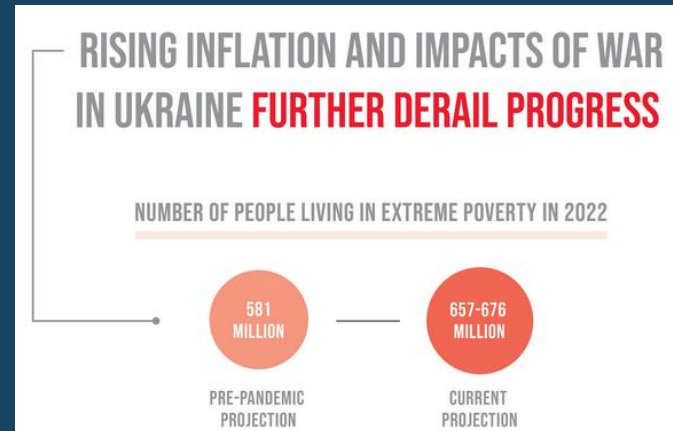 RISING INFLATION AND IMPACTS OF WAR
IN UKRAINE FURTHER DERAIL PROGRESS
NUMBER OF PEOPLE LIVING IN EXTREME POVERTY IN 2022
581
MILLION
657-676
MILLION
PRE-PANDEMIC
PROJECTION
CURRENT
PROJECTION